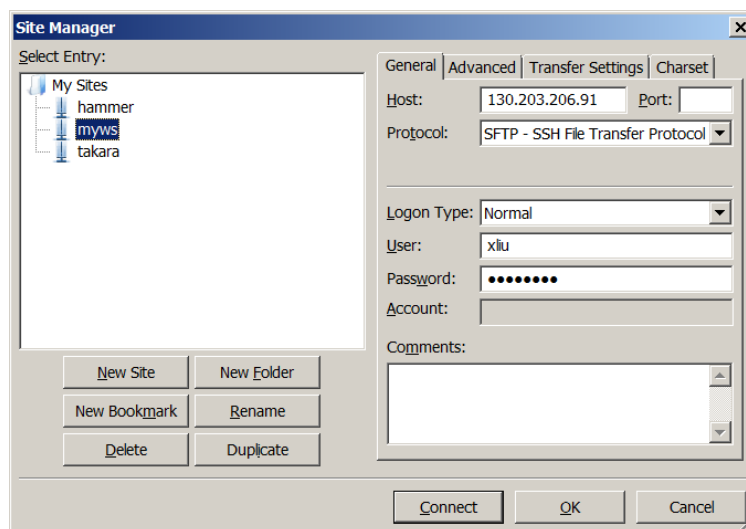 Site Manager
Select Entry:
My Sites
hammer
myws
takara
New Site
New Folder
New Bookmark
Rename
Delete
Duplicate
General
Advanced
Transfer Settings
Charset
Host:
130.203.206.91
Port:
Protocol:
SFTP - SSH File Transfer Protocol
Logon Type:
Normal
User:
xliu
Password:
●●●●●●●●
Account:
Comments:
Connect
OK
Cancel